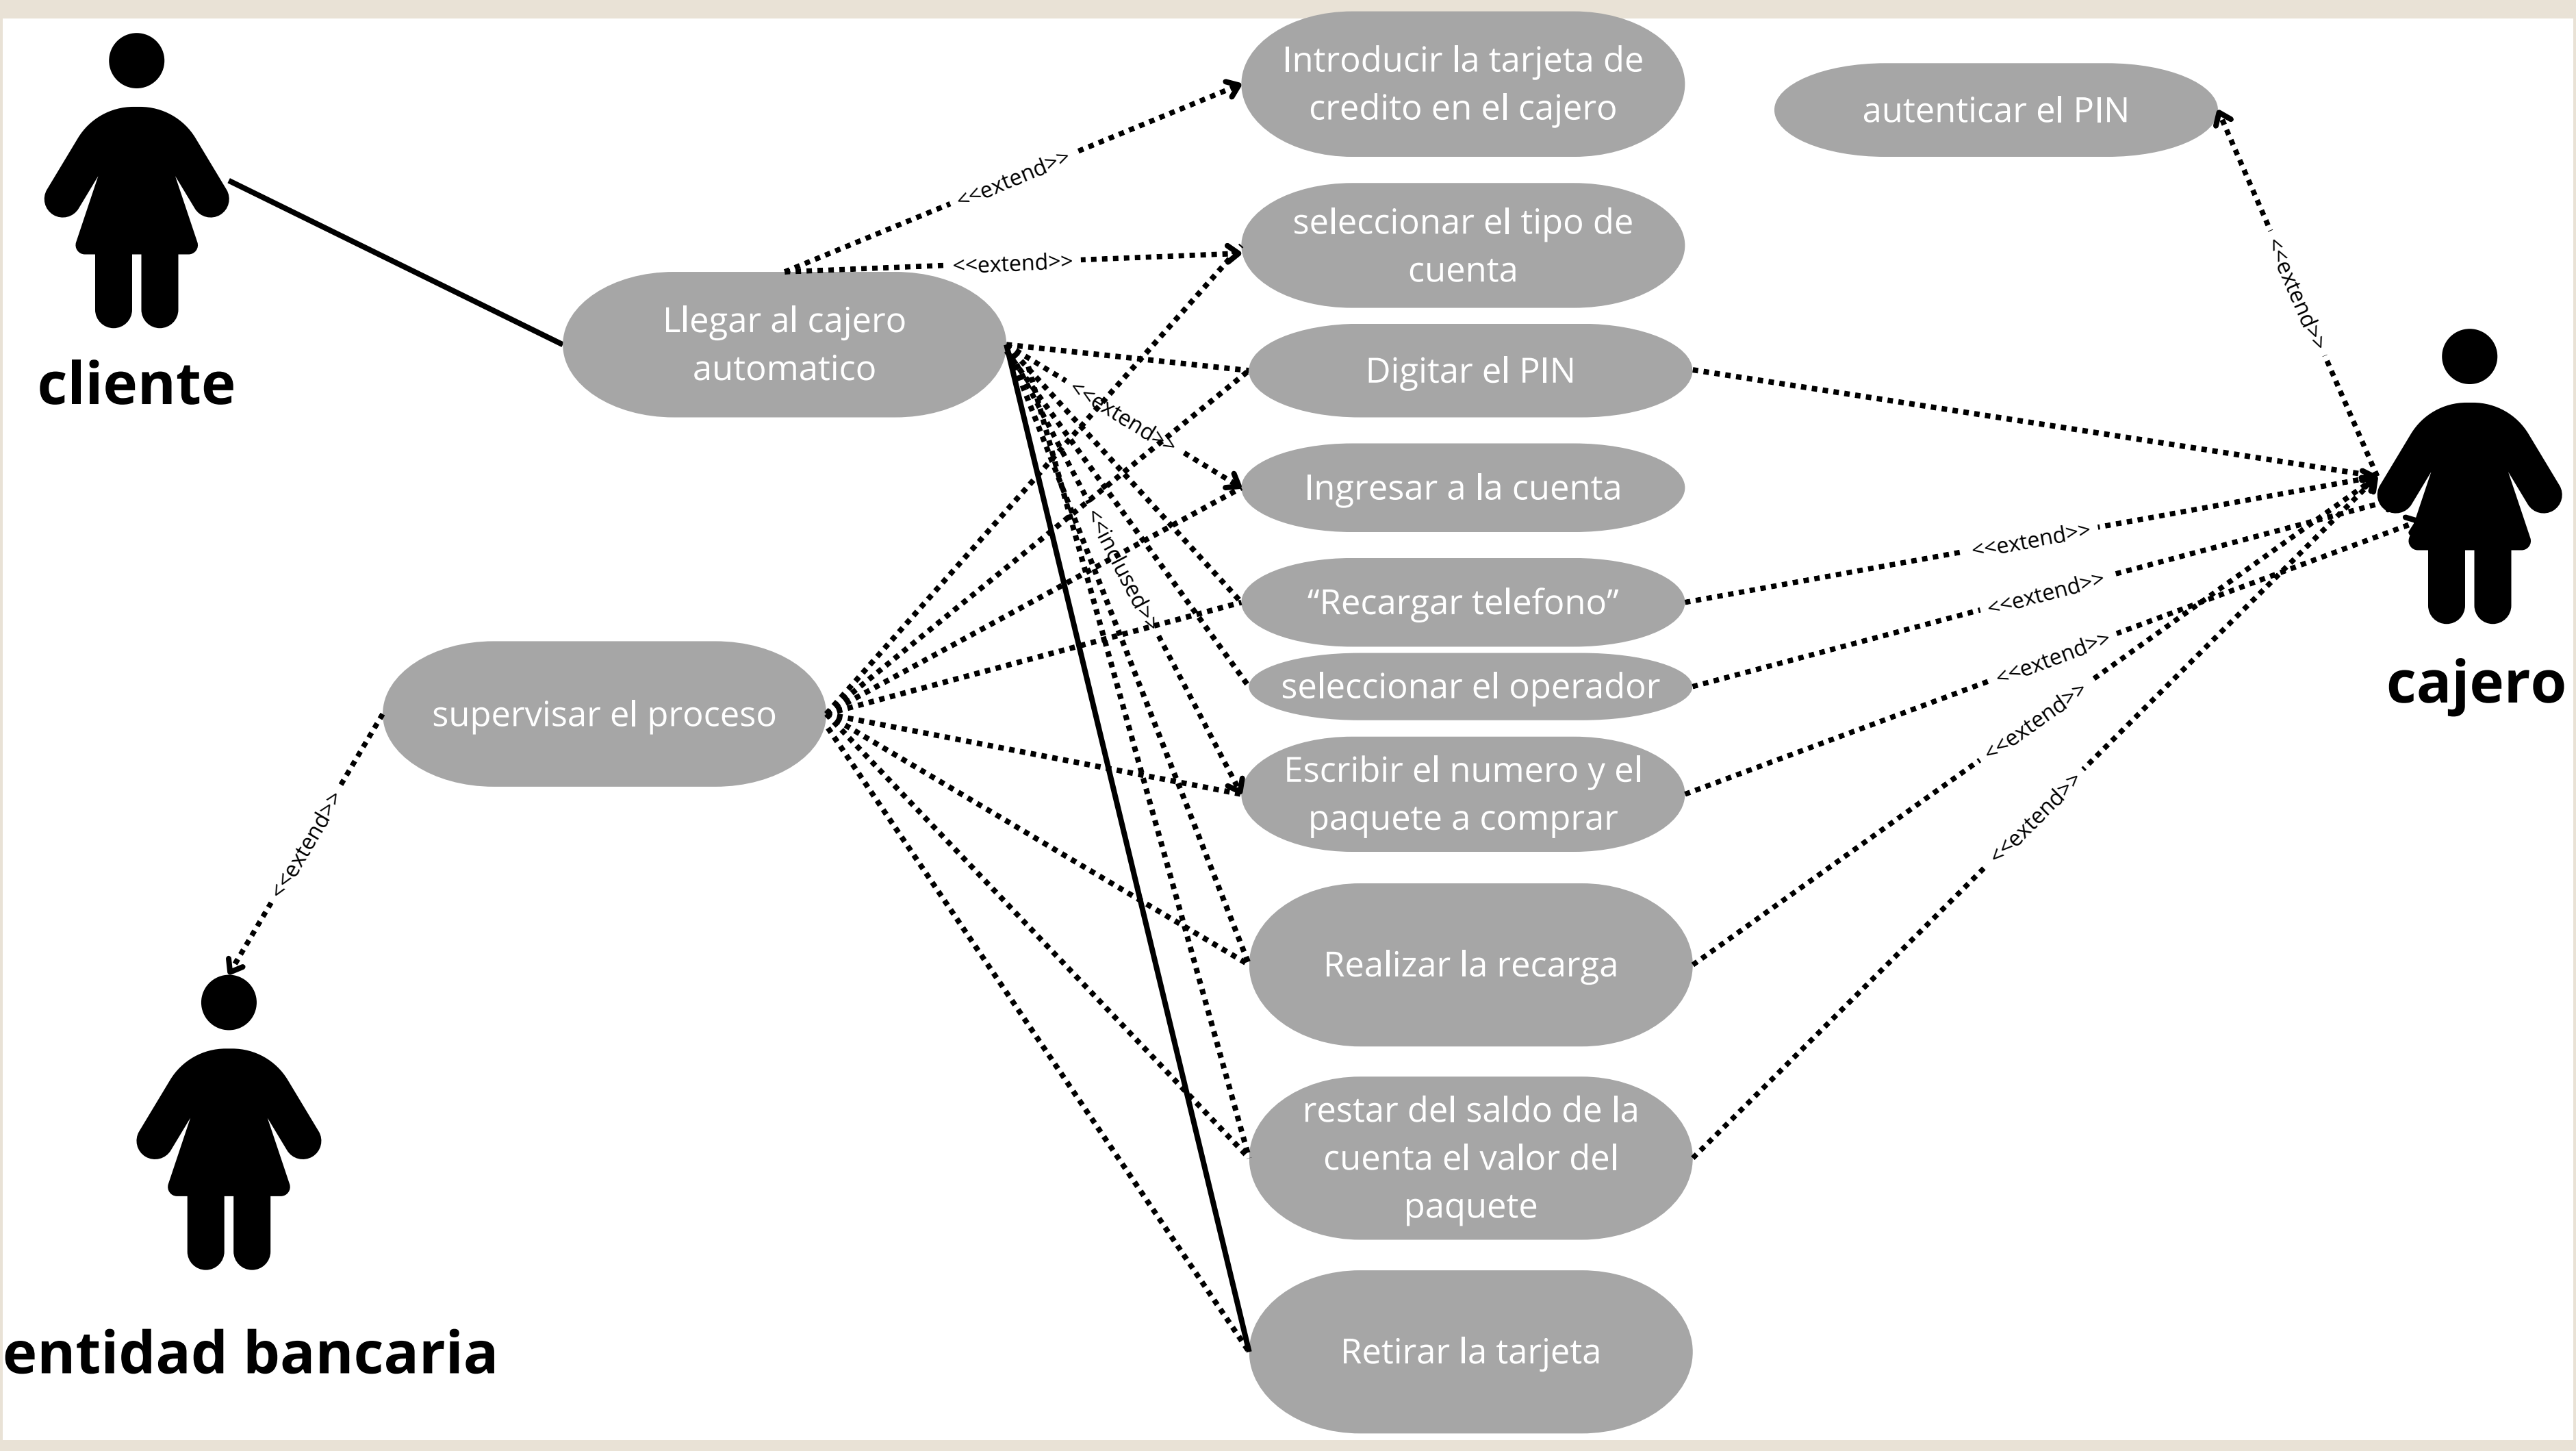 Introducir la tarjeta de
credito en el cajero
autenticar el PIN
<<extend>>
seleccionar el tipo de
cuenta
<<extend>>
<<extend>>
Llegar al cajero
automatico
Digitar el PIN
cliente
<<extend>>
Ingresar a la cuenta
<<extend>>
<<inclused>>
“Recargar telefono”
<<extend>>
seleccionar el operador
<<extend>>
cajero
supervisar el proceso
<<extend>>
Escribir el numero y el
paquete a comprar
<<extend>>
<<extend>>
Realizar la recarga
restar del saldo de la
cuenta el valor del
paquete
entidad bancaria
Retirar la tarjeta